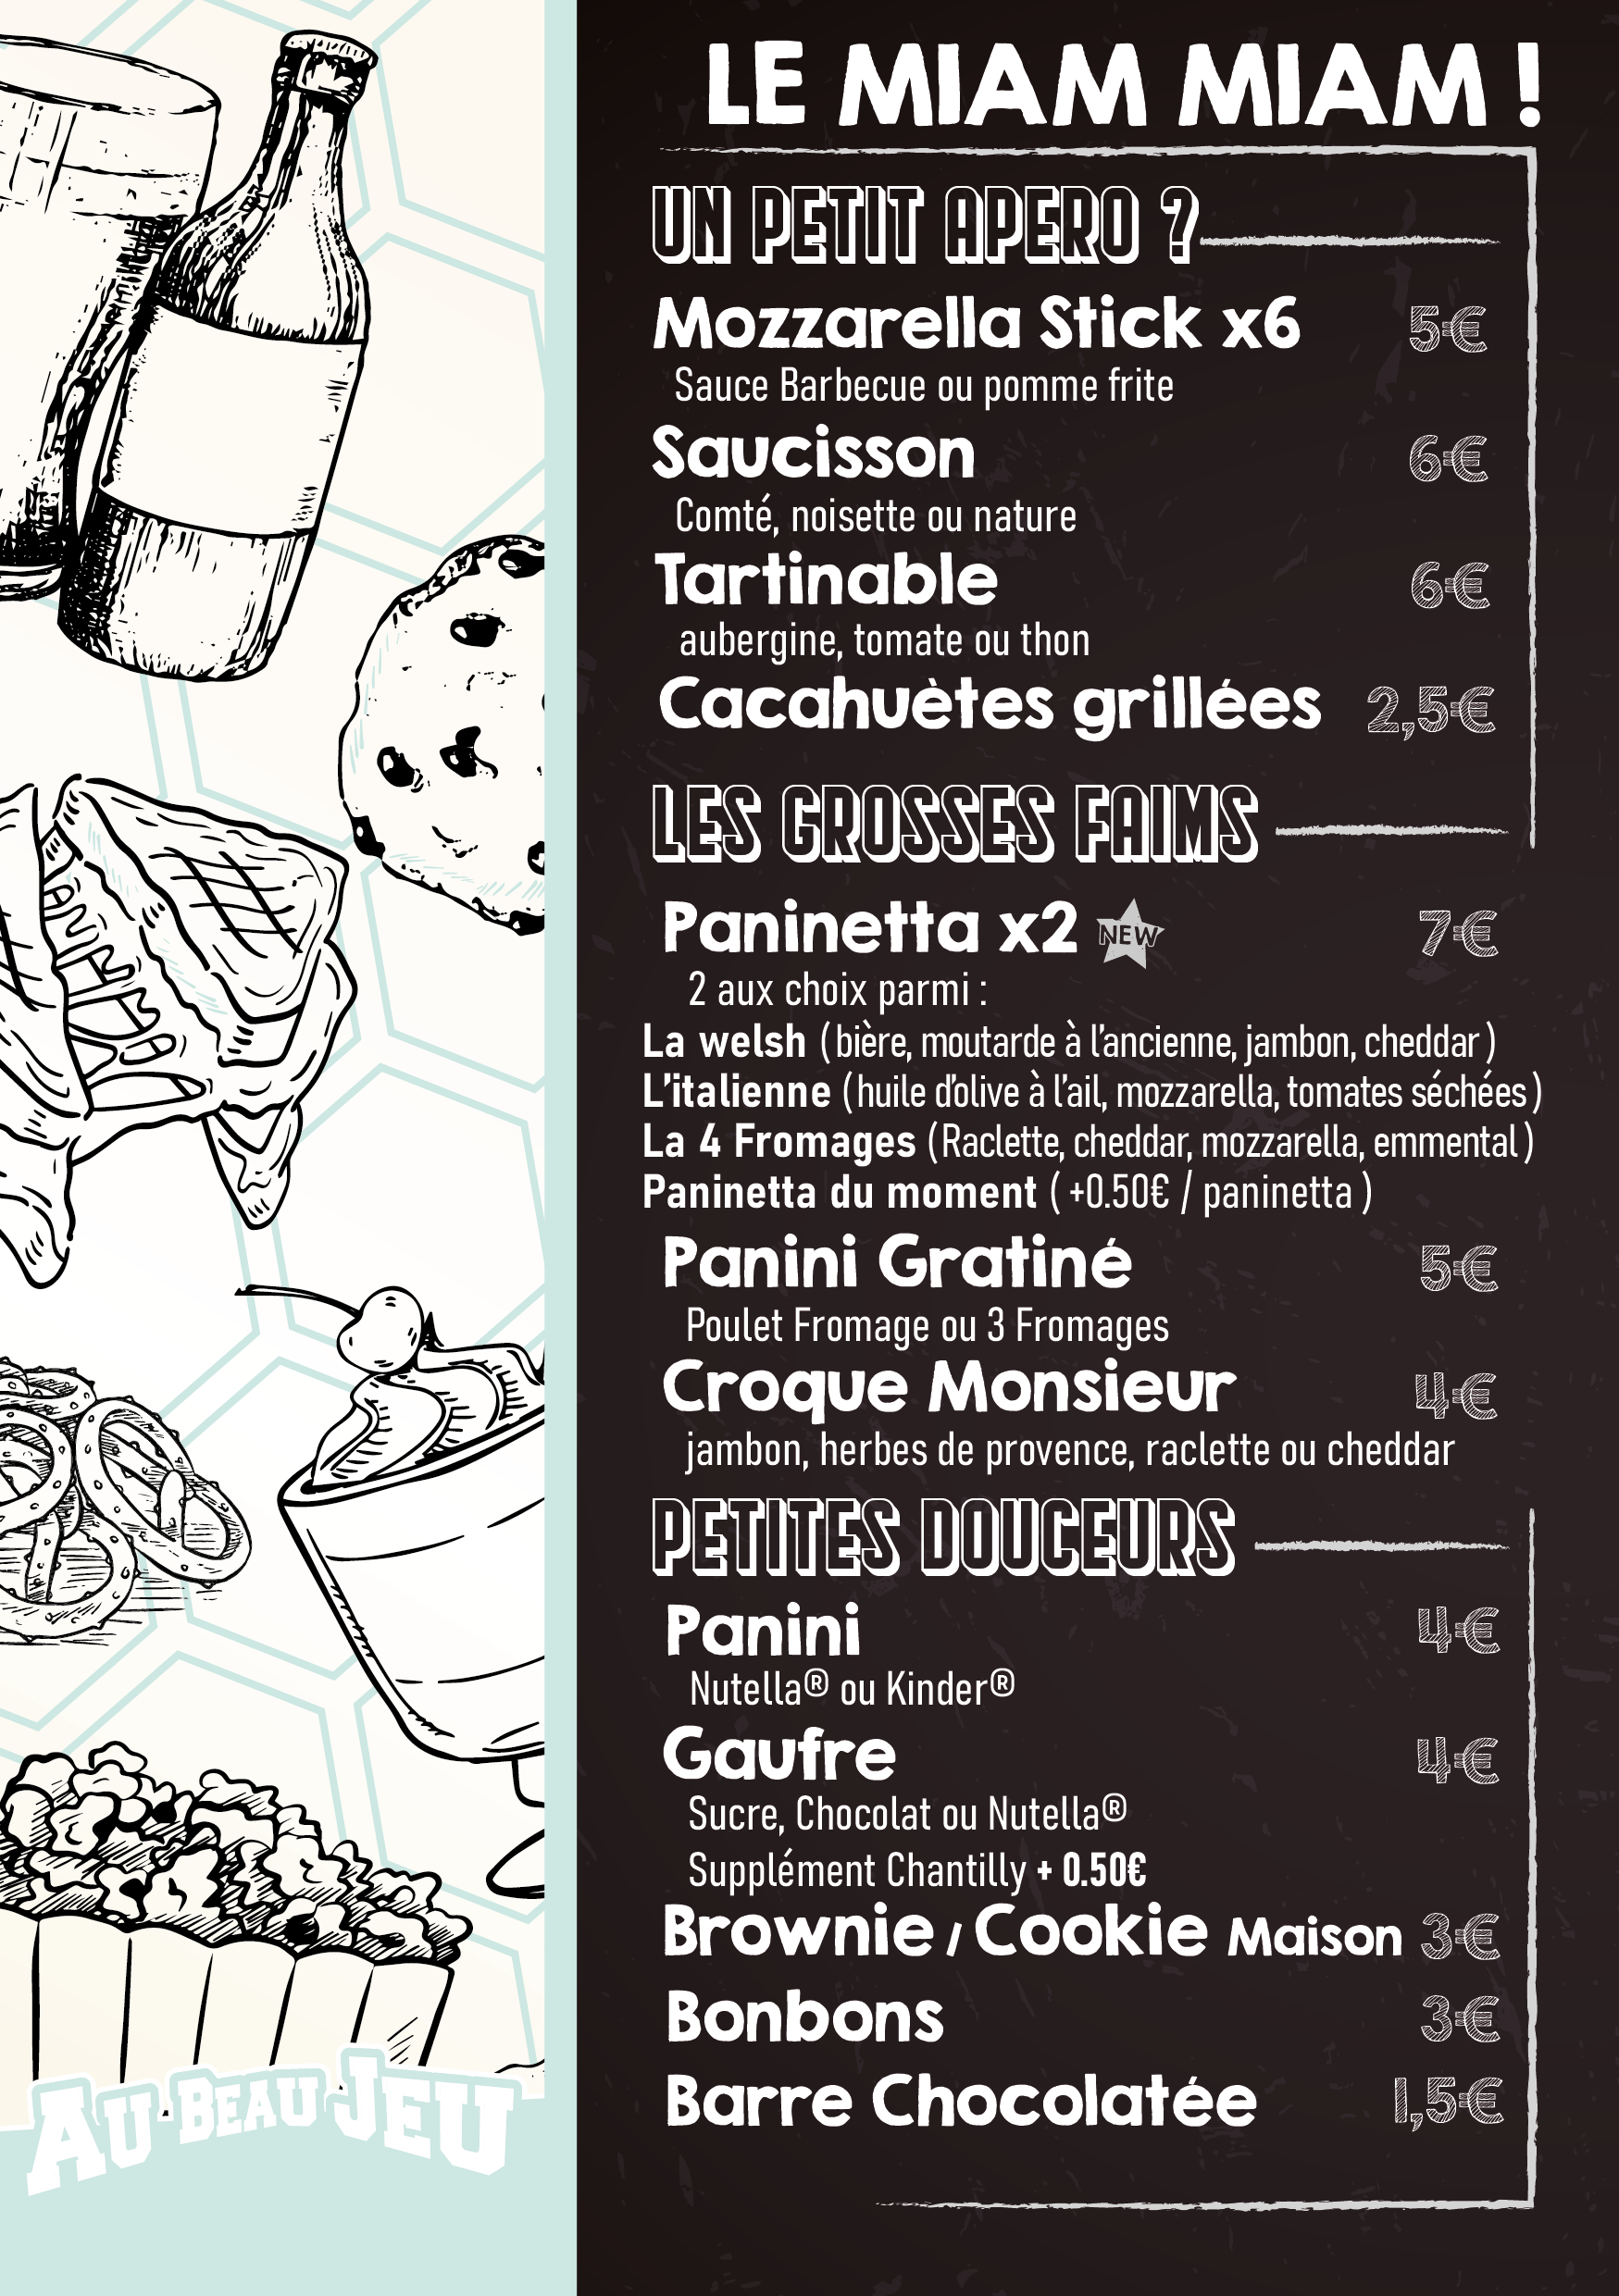 LE MIAM MIAM !
UN PETIT APERO ?
Mozzarella Stick x6 5€
Sauce Barbecue ou pomme frite
Saucisson 6€
Comté, noisette ou nature
Tartinable 6€
aubergine, tomate ou thon
Cacahuètes grillées 2,5€
LES GROSSES FAIMS
Paninetta x2 NEW 7€
2 aux choix parmi :
La welsh (bière, moutarde à l'ancienne, jambon, cheddar)
L'italienne (huile d'olive à l'ail, mozzarella, tomates séchées)
La 4 Fromages (Raclette, cheddar, mozzarella, emmental)
Paninetta du moment ( +0.50€ / paninetta )
Panini Gratiné 5€
Poulet Fromage ou 3 Fromages
Croque Monsieur 4€
jambon, herbes de provence, raclette ou cheddar
PETITES DOUCEURS
Panini 4€
Nutella® ou Kinder®
Gaufre 4€
Sucre, Chocolat ou Nutella®
Supplément Chantilly + 0.50€
Brownie / Cookie Maison 3€
Bonbons 3€
Barre Chocolatée 1,5€
AU BEAU JEU